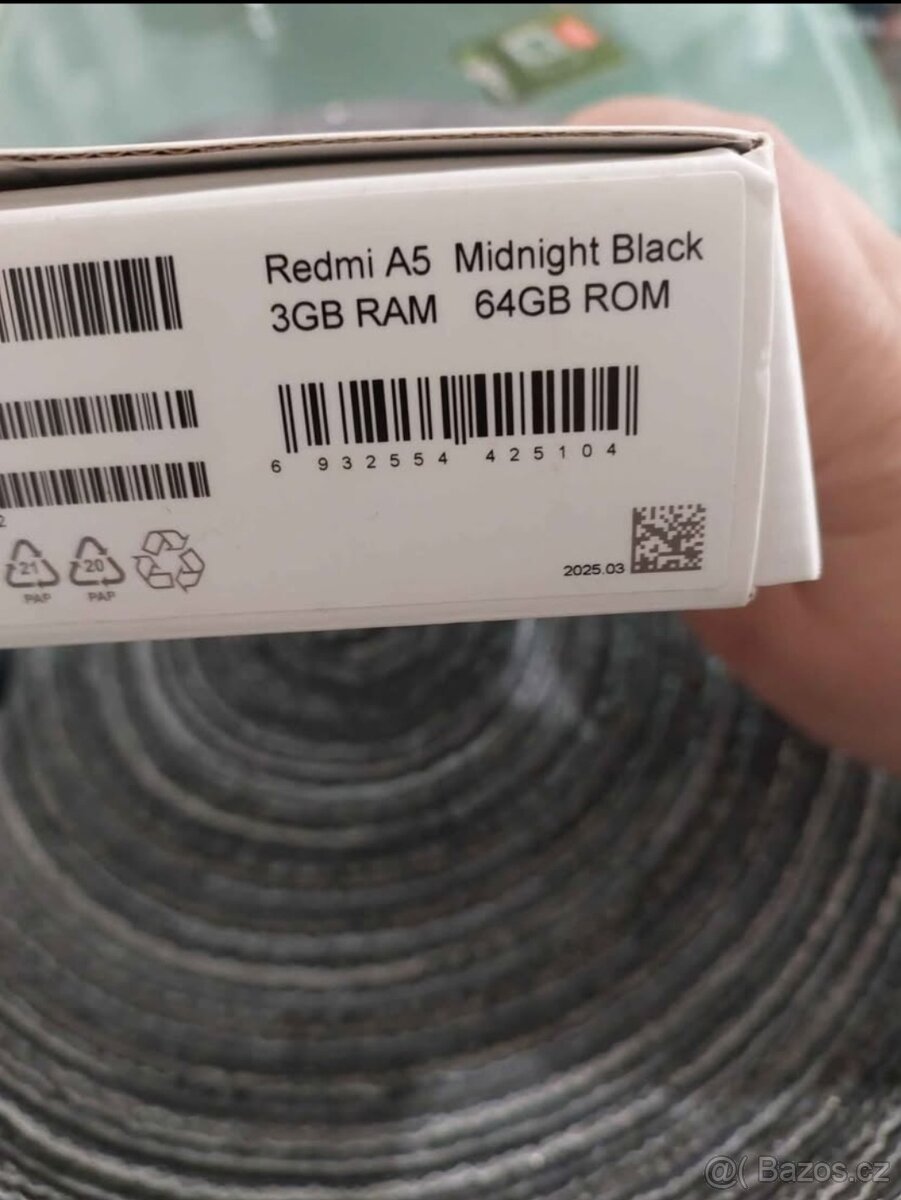 Redmi A5 Midnight Black
3GB RAM 64GB ROM
6 932554 425104
2
21
PAP
20
PAP
2025.03
@( Bazos.cz